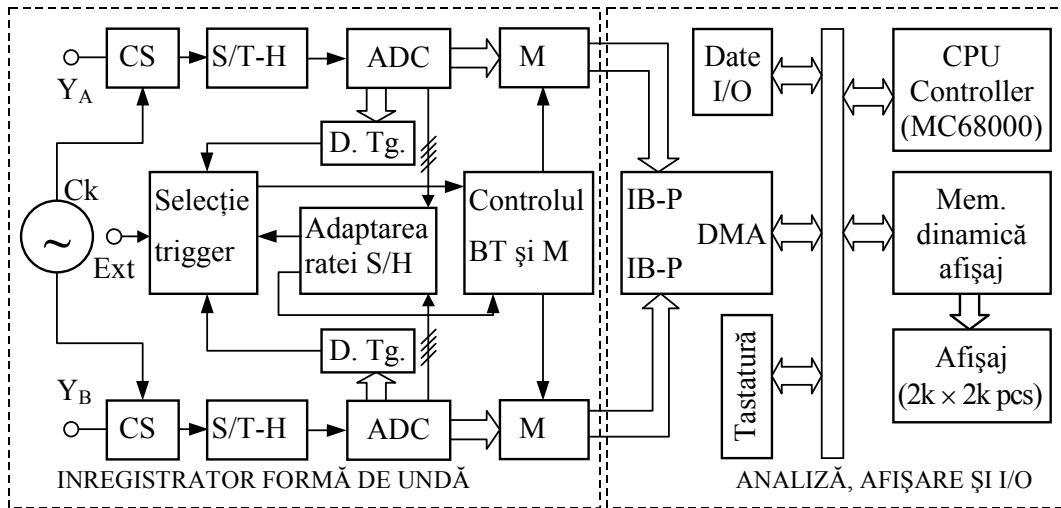 CS
S/T-H
ADC
M
Y_A
D. Tg.
Ck
~
Ext
Selecție
trigger
Adaptarea
ratei S/H
Controlul
BT şi M
D. Tg.
Y_B
CS
S/T-H
ADC
M
INREGISTRATOR FORMĂ DE UNDĂ
Date
I/O
CPU
Controller
(MC68000)
IB-P
DMA
IB-P
Mem.
dinamică
afişaj
Tastatură
Afişaj
(2k × 2k pcs)
ANALIZĂ, AFIŞARE ŞI I/O